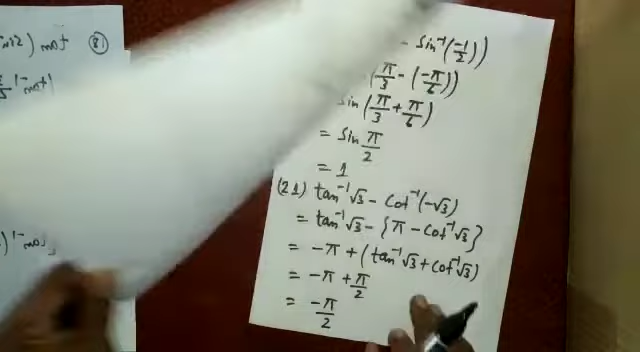 - sin⁻¹(-1/2))
(π/3 - (-π/6))
sin(π/3 + π/6)
= sin π/2
= 1
(21) tan⁻¹√3 - cot⁻¹(-√3)
= tan⁻¹√3 - {π - cot⁻¹√3}
= -π + (tan⁻¹√3 + cot⁻¹√3)
= -π + π/2
= -π/2